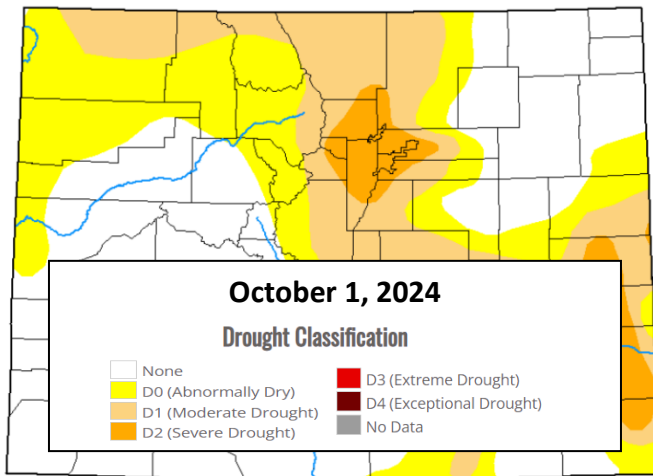 October 1, 2024
Drought Classification
None
D0 (Abnormally Dry)
D1 (Moderate Drought)
D2 (Severe Drought)
D3 (Extreme Drought)
D4 (Exceptional Drought)
No Data